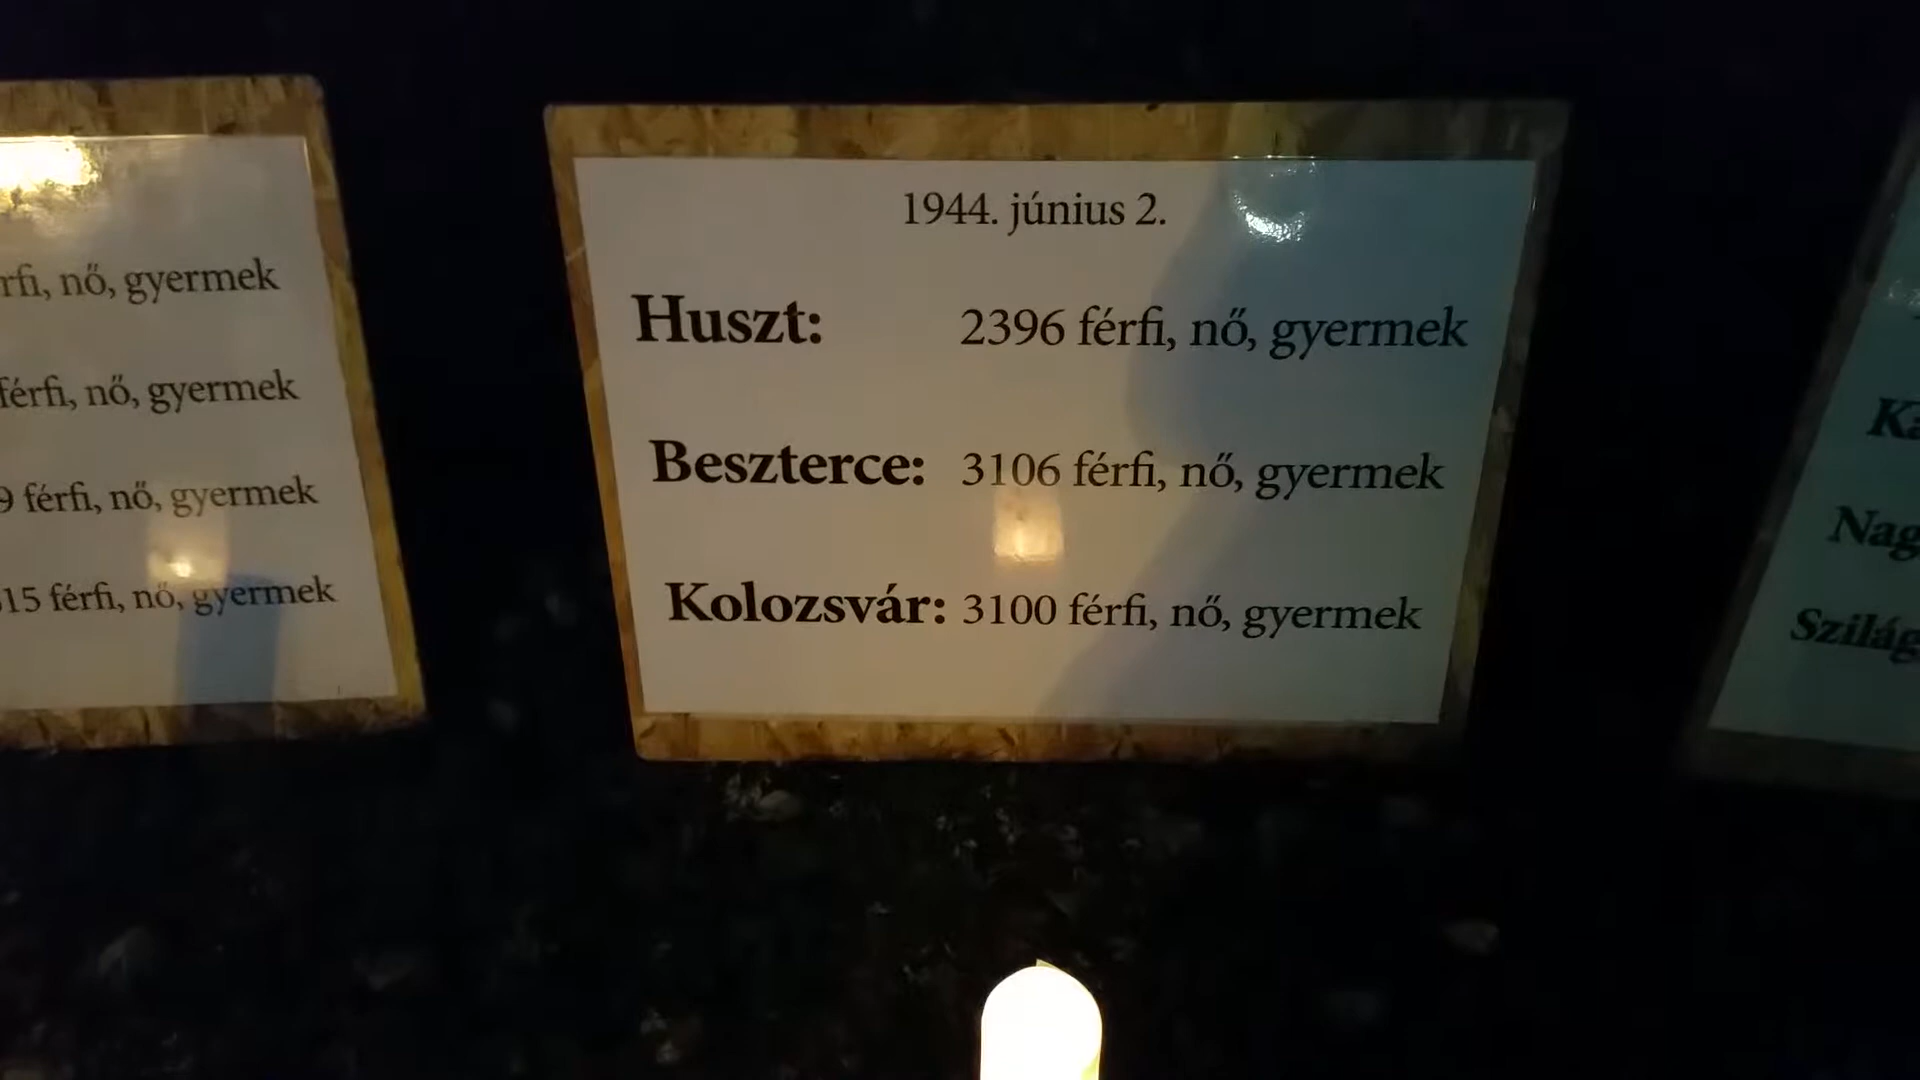 nő, gyermek
férfi, nő, gyermek
férfi, nő, gyermek
férfi, nő, gyermek
1944. június 2.
Huszt: 2396 férfi, nő, gyermek
Beszterce: 3106 férfi, nő, gyermek
Kolozsvár: 3100 férfi, nő, gyermek